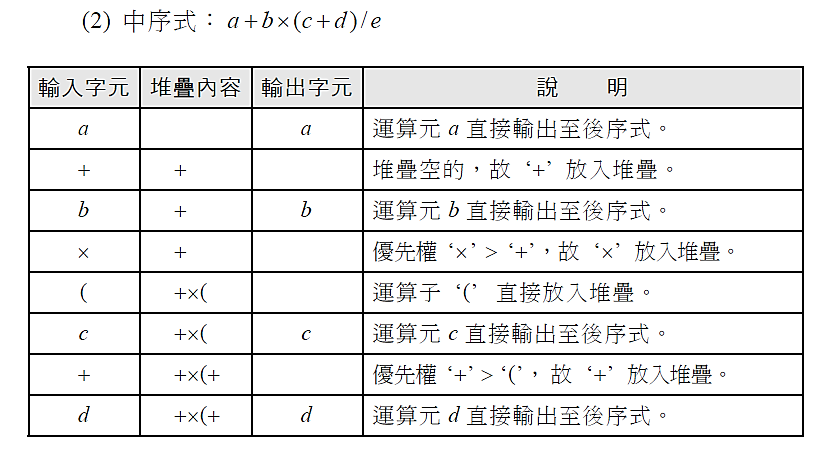 (2) 中序式：a+b×(c+d)/e
輸入字元 堆疊內容 輸出字元 說 明
a a 運算元 a 直接輸出至後序式。
+ + 堆疊空的，故‘+’放入堆疊。
b + b 運算元 b 直接輸出至後序式。
× + 優先權‘×’>‘+’，故‘×’放入堆疊。
( +×( 運算子‘(’直接放入堆疊。
c +×( c 運算元 c 直接輸出至後序式。
+ +×(+ 優先權‘+’>‘(’，故‘+’放入堆疊。
d +×(+ d 運算元 d 直接輸出至後序式。